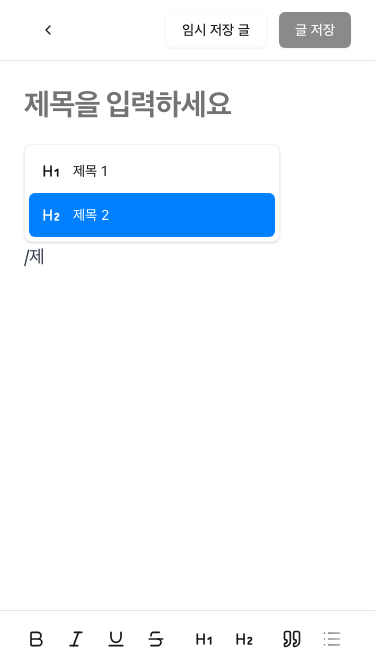 임시 저장 글
글 저장
제목을 입력하세요
H1 제목 1
H2 제목 2
/제
B I U S H1 H2